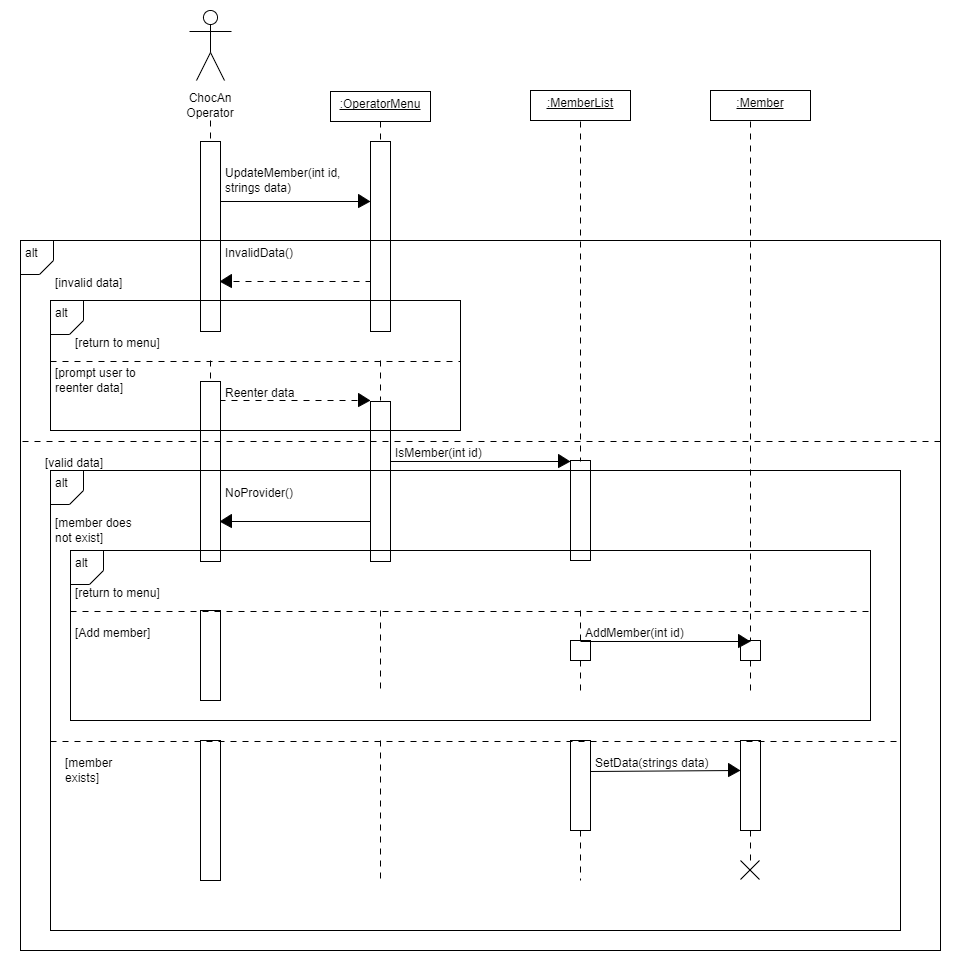 ChocAn
Operator
:OperatorMenu
:MemberList
:Member
UpdateMember(int id,
strings data)
alt
InvalidData()
[invalid data]
alt
[return to menu]
[prompt user to
reenter data]
Reenter data
IsMember(int id)
[valid data]
alt
NoProvider()
[member does
not exist]
alt
[return to menu]
[Add member]
AddMember(int id)
[member
exists]
SetData(strings data)